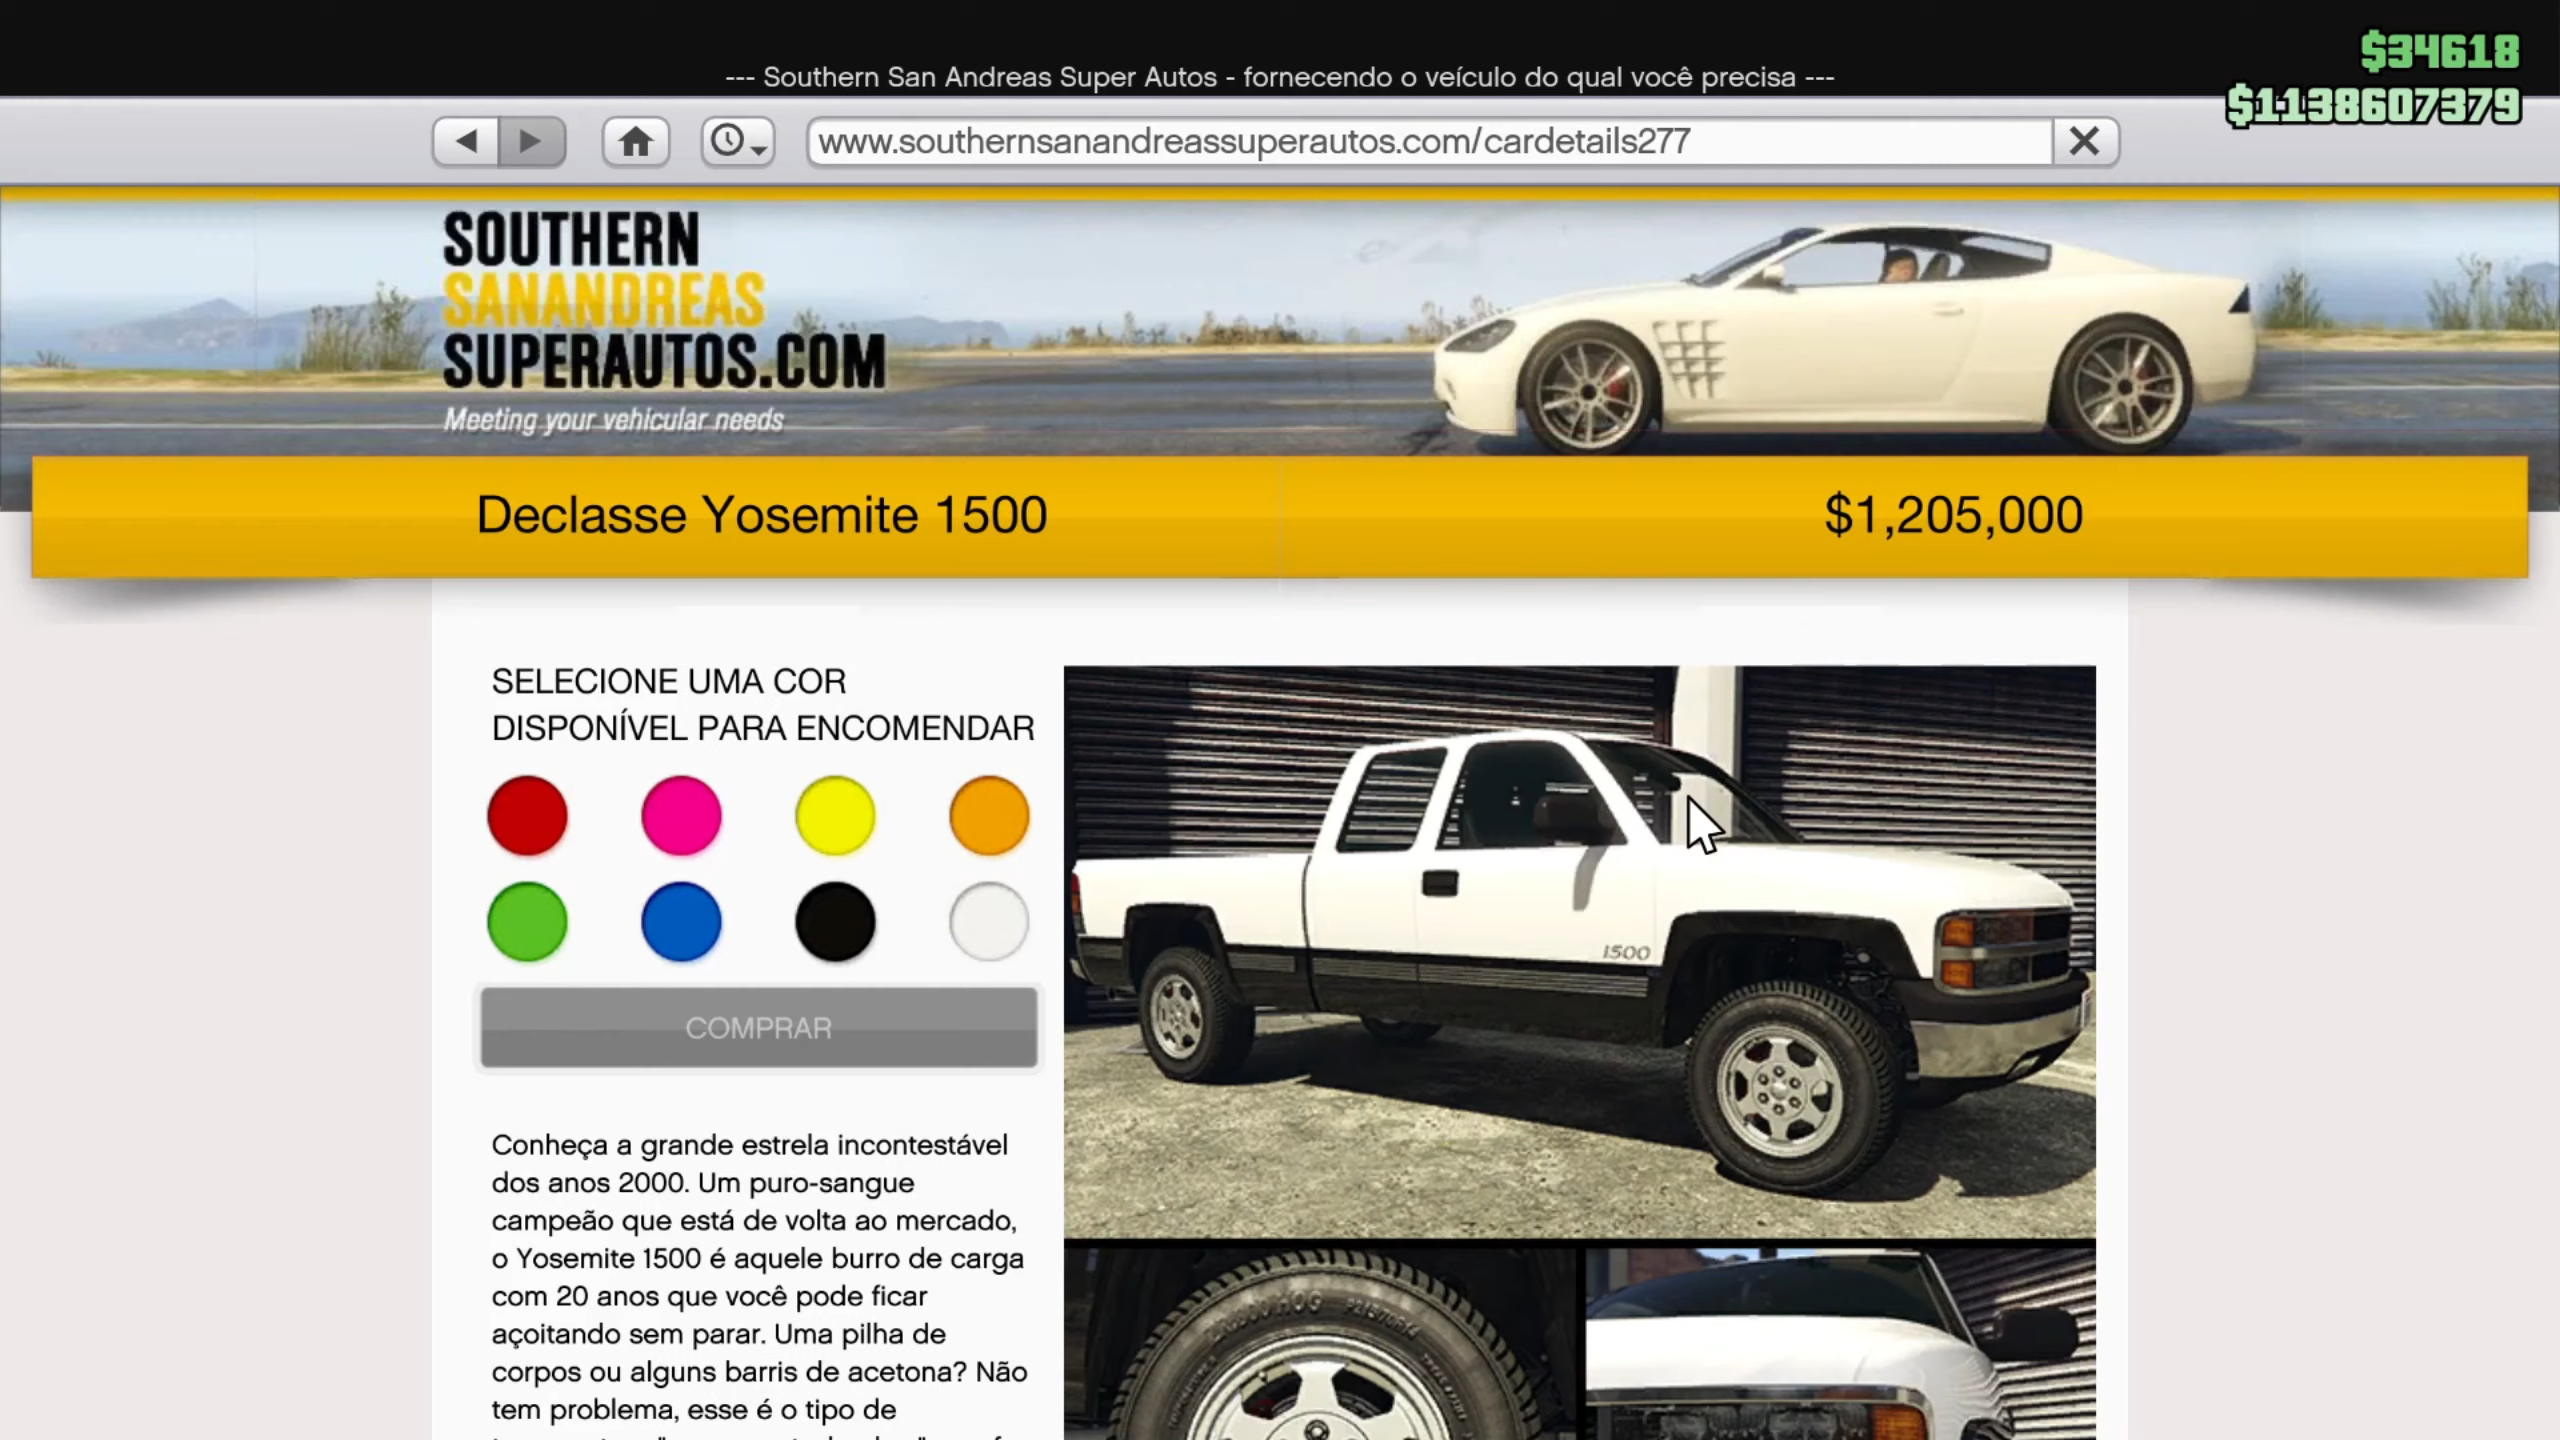 $34618
--- Southern San Andreas Super Autos - fornecendo o veículo do qual você precisa ---
$1138607379
www.southernsanandreassuperautos.com/cardetails277
SOUTHERN
SANANDREAS
SUPERAUTOS.COM
Meeting your vehicular needs
Declasse Yosemite 1500
$1,205,000
SELECIONE UMA COR
DISPONÍVEL PARA ENCOMENDAR
COMPRAR
1500
Conheça a grande estrela incontestável
dos anos 2000. Um puro-sangue
campeão que está de volta ao mercado,
o Yosemite 1500 é aquele burro de carga
com 20 anos que você pode ficar
açoitando sem parar. Uma pilha de
corpos ou alguns barris de acetona? Não
tem problema, esse é o tipo de